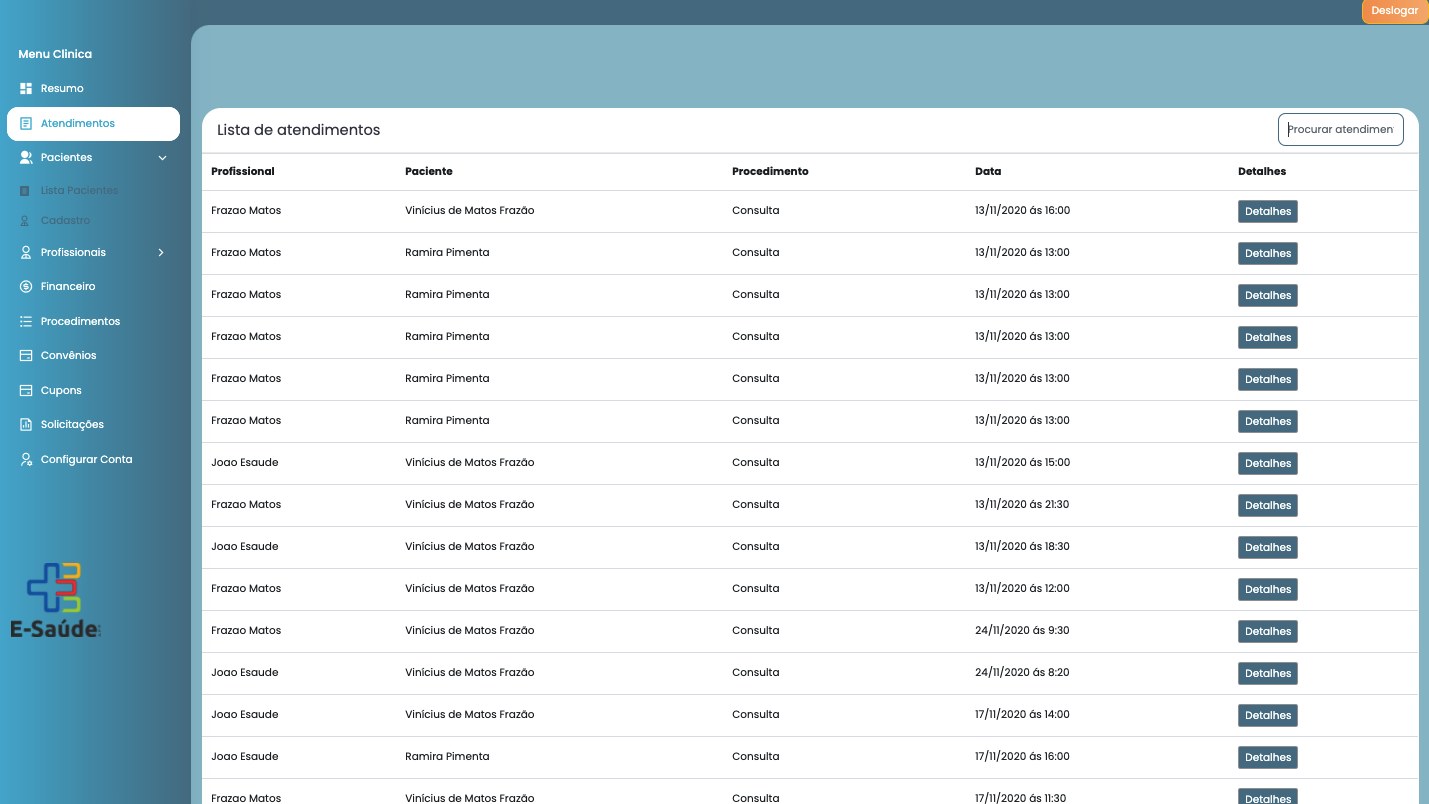 Deslogar
Menu Clinica
Resumo
Atendimentos
Pacientes
Lista Pacientes
Cadastro
Profissionais
Financeiro
Procedimentos
Convênios
Cupons
Solicitações
Configurar Conta
E-Saúde
Lista de atendimentos
Procurar atendimen
Profissional Paciente Procedimento Data Detalhes
Frazao Matos Vinícius de Matos Frazão Consulta 13/11/2020 ás 16:00 Detalhes
Frazao Matos Ramira Pimenta Consulta 13/11/2020 ás 13:00 Detalhes
Frazao Matos Ramira Pimenta Consulta 13/11/2020 ás 13:00 Detalhes
Frazao Matos Ramira Pimenta Consulta 13/11/2020 ás 13:00 Detalhes
Frazao Matos Ramira Pimenta Consulta 13/11/2020 ás 13:00 Detalhes
Frazao Matos Ramira Pimenta Consulta 13/11/2020 ás 13:00 Detalhes
Joao Esaude Vinícius de Matos Frazão Consulta 13/11/2020 ás 15:00 Detalhes
Frazao Matos Vinícius de Matos Frazão Consulta 13/11/2020 ás 21:30 Detalhes
Joao Esaude Vinícius de Matos Frazão Consulta 13/11/2020 ás 18:30 Detalhes
Frazao Matos Vinícius de Matos Frazão Consulta 13/11/2020 ás 12:00 Detalhes
Frazao Matos Vinícius de Matos Frazão Consulta 24/11/2020 ás 9:30 Detalhes
Joao Esaude Vinícius de Matos Frazão Consulta 24/11/2020 ás 8:20 Detalhes
Joao Esaude Vinícius de Matos Frazão Consulta 17/11/2020 ás 14:00 Detalhes
Joao Esaude Ramira Pimenta Consulta 17/11/2020 ás 16:00 Detalhes
Frazao Matos Vinícius de Matos Frazão Consulta 17/11/2020 ás 11:30 Detalhes